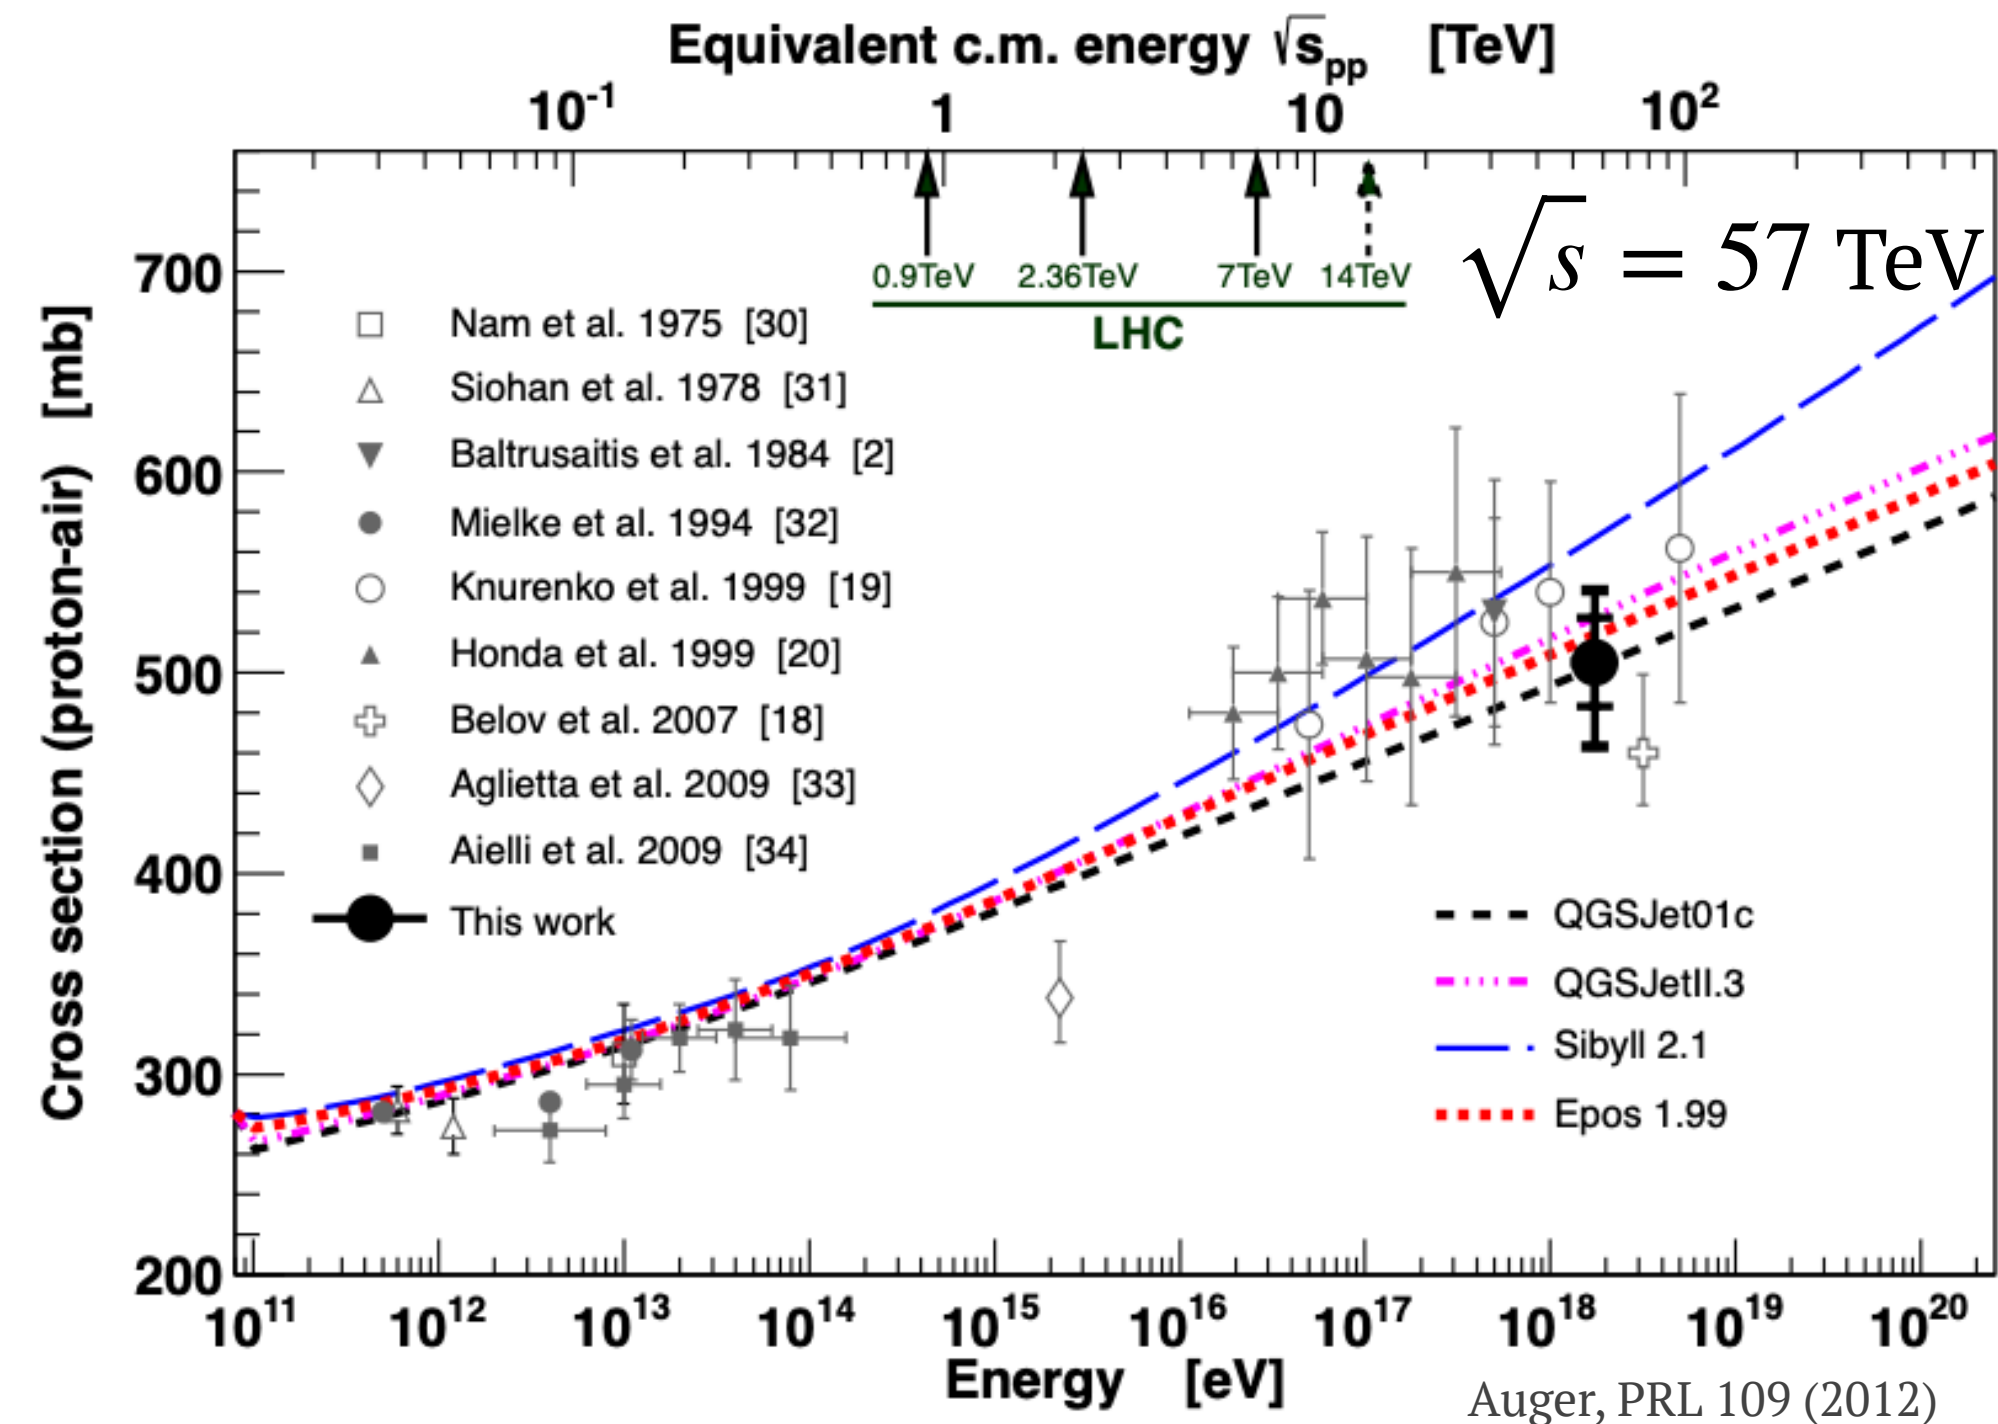 Equivalent c.m. energy √s_pp [TeV]
10^-1 1 10 10^2
√s = 57 TeV
0.9TeV 2.36TeV 7TeV 14TeV
LHC
Cross section (proton-air) [mb]
700
600
500
400
300
200
Nam et al. 1975 [30]
Siohan et al. 1978 [31]
Baltrusaitis et al. 1984 [2]
Mielke et al. 1994 [32]
Knurenko et al. 1999 [19]
Honda et al. 1999 [20]
Belov et al. 2007 [18]
Aglietta et al. 2009 [33]
Aielli et al. 2009 [34]
This work
QGSJet01c
QGSJetII.3
Sibyll 2.1
Epos 1.99
10^11 10^12 10^13 10^14 10^15 10^16 10^17 10^18 10^19 10^20
Energy [eV]
Auger, PRL 109 (2012)